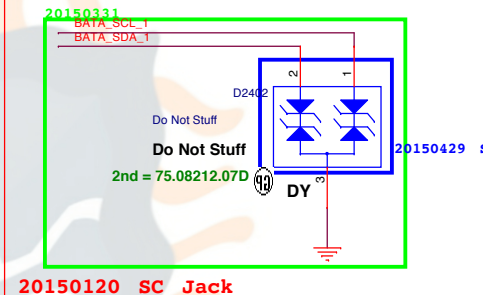 20150331
BATA_SCL_1
BATA_SDA_1
2
1
D2402
Do Not Stuff
Do Not Stuff
20150429 S
2nd = 75.08212.07D
DY
3
20150120 SC Jack